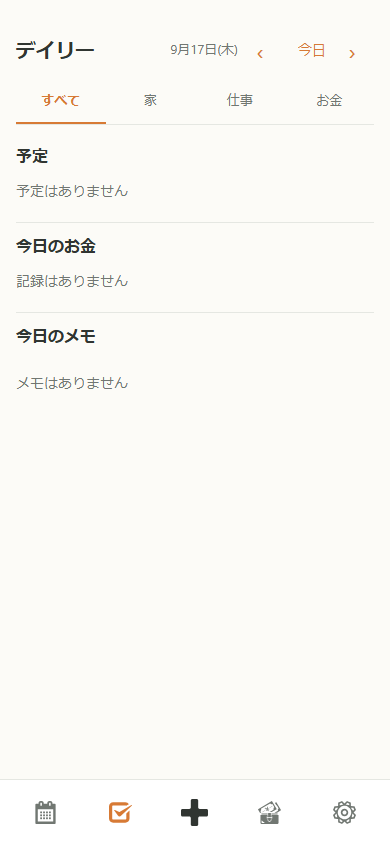 デイリー 9月17日(木) ‹ 今日 ›
すべて 家 仕事 お金
予定
予定はありません
今日のお金
記録はありません
今日のメモ
メモはありません